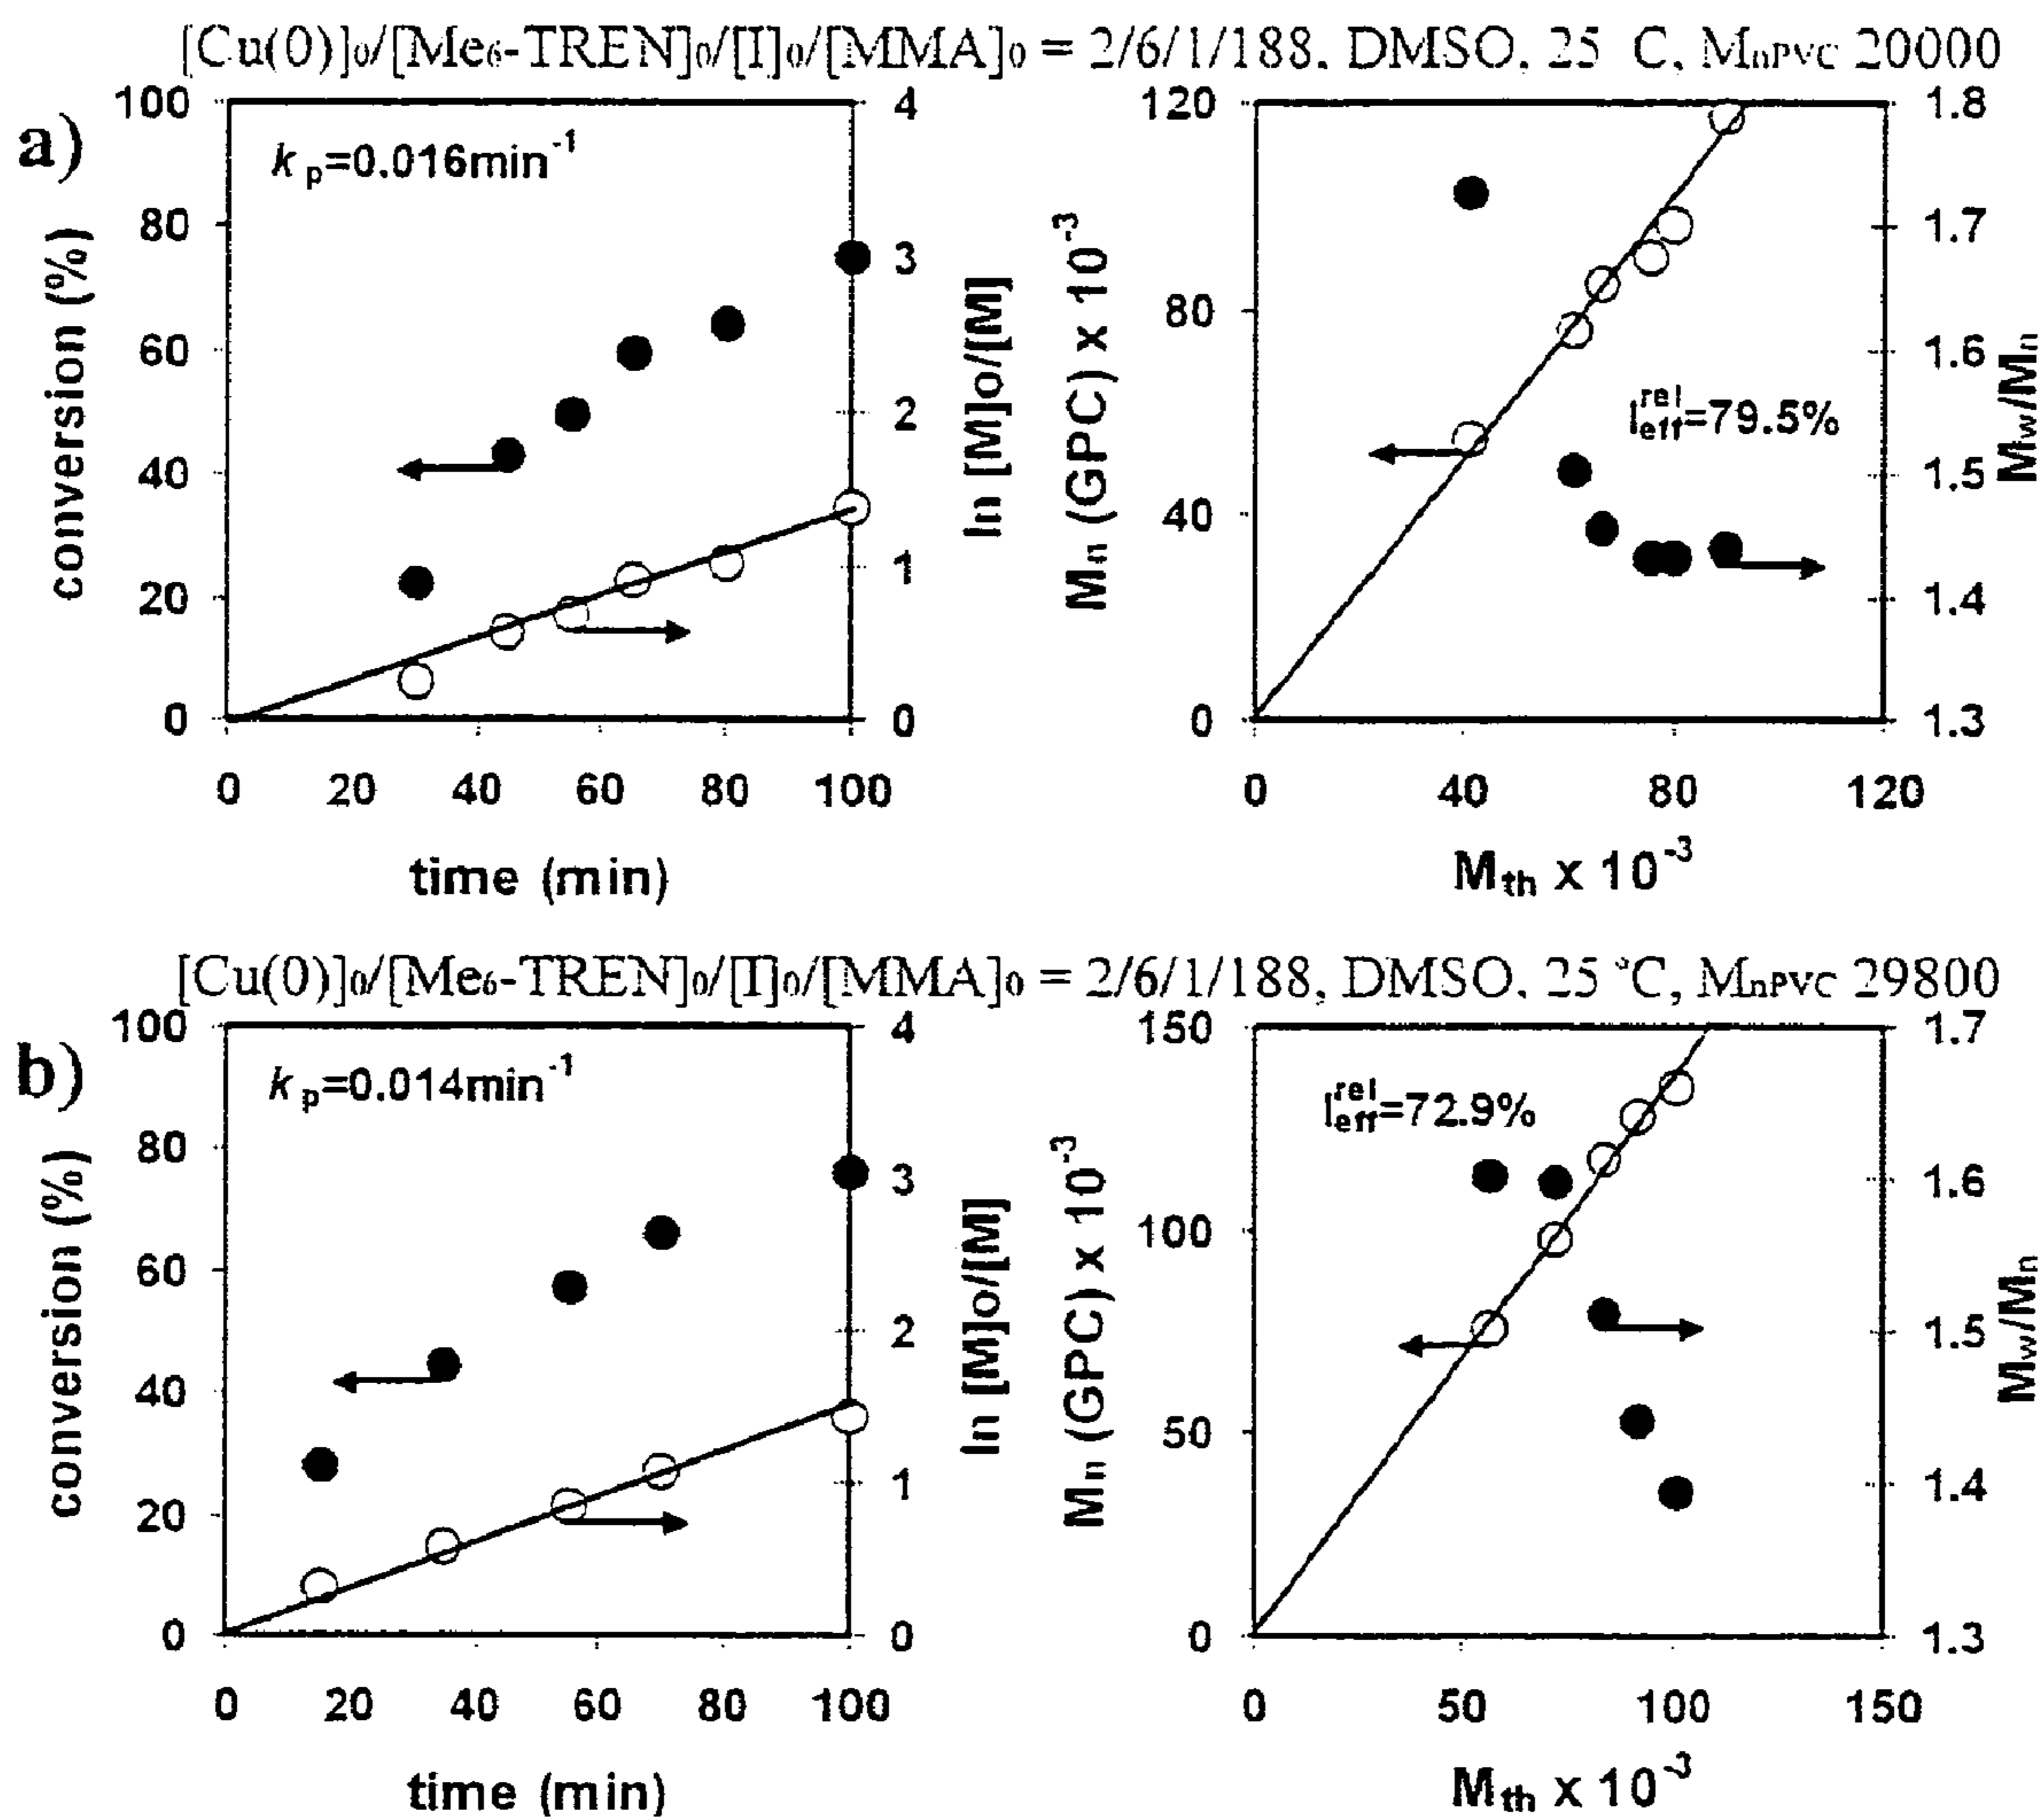 [Cu(0)]0/[Me6-TREN]0/[I]0/[MMA]0 = 2/6/1/188, DMSO, 25 C, MnPVC 20000
a)
100
80
60
40
20
0
conversion (%)
kp=0.016min-1
4
3
2
1
0
ln [M]o/[M]
0 20 40 60 80 100
time (min)
120
80
40
0
Mn (GPC) x 10-3
Ieffrel=79.5%
1.8
1.7
1.6
1.5
1.4
1.3
Mw/Mn
0 40 80 120
Mth x 10-3
[Cu(0)]0/[Me6-TREN]0/[I]0/[MMA]0 = 2/6/1/188, DMSO, 25 °C, MnPVC 29800
b)
100
80
60
40
20
0
conversion (%)
kp=0.014min-1
4
3
2
1
0
ln [M]o/[M]
0 20 40 60 80 100
time (min)
150
100
50
0
Mn (GPC) x 10-3
Ieffrel=72.9%
1.7
1.6
1.5
1.4
1.3
Mw/Mn
0 50 100 150
Mth x 10-3